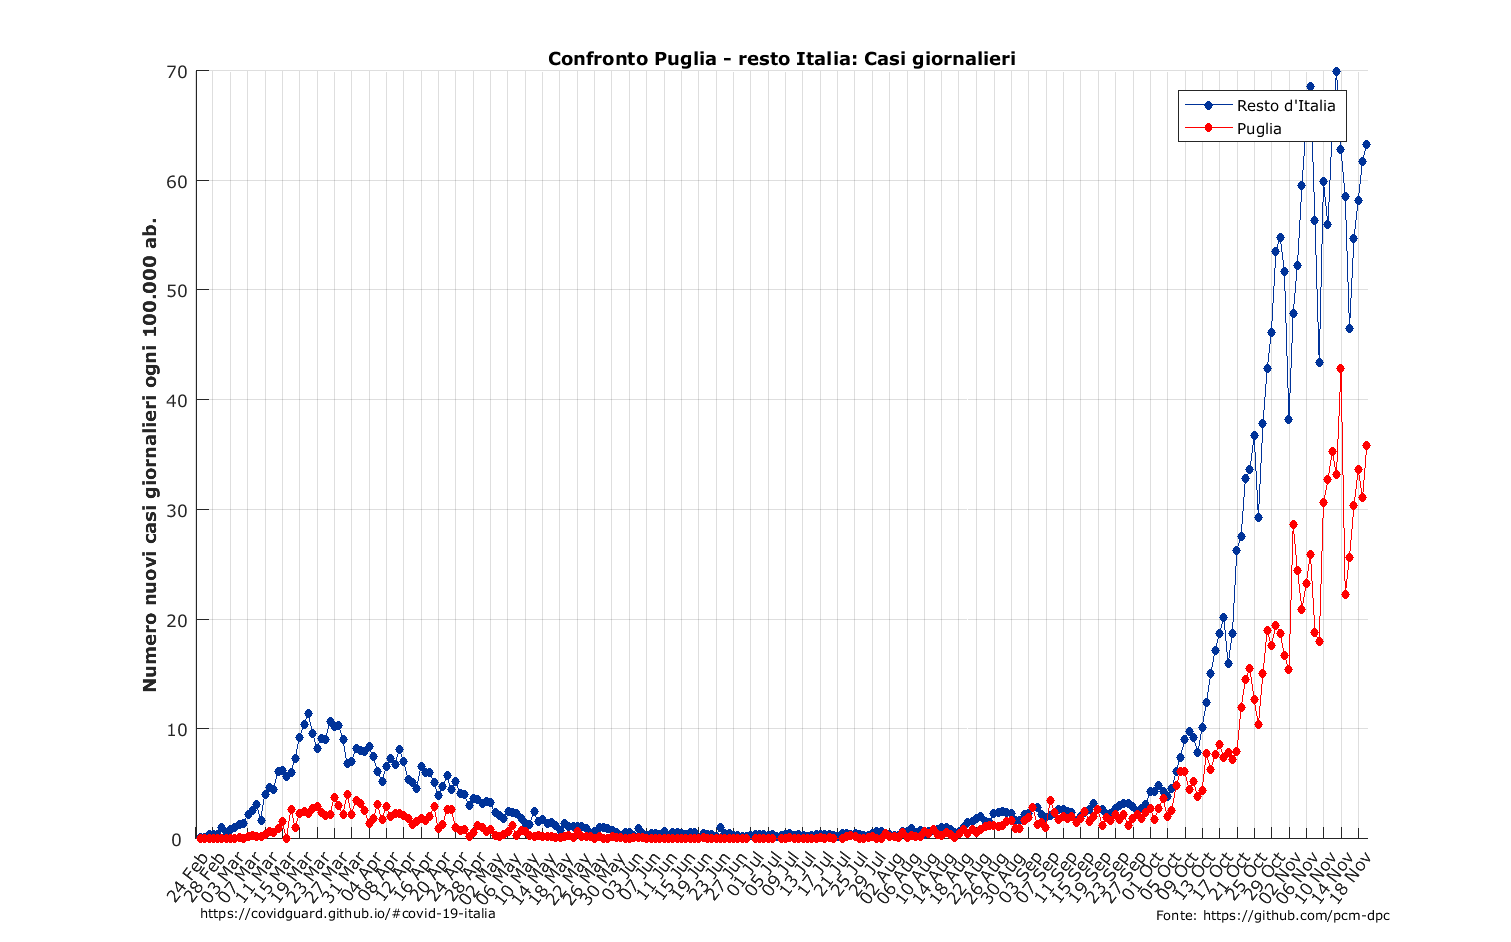 Confronto Puglia - resto Italia: Casi giornalieri
Resto d'Italia
Puglia
Numero nuovi casi giornalieri ogni 100.000 ab.
70
60
50
40
30
20
10
0
24 Feb
28 Feb
03 Mar
07 Mar
11 Mar
15 Mar
19 Mar
23 Mar
27 Mar
31 Mar
04 Apr
08 Apr
12 Apr
16 Apr
20 Apr
24 Apr
28 Apr
02 May
06 May
10 May
14 May
18 May
22 May
26 May
30 May
03 Jun
07 Jun
11 Jun
15 Jun
19 Jun
23 Jun
27 Jun
01 Jul
05 Jul
09 Jul
13 Jul
17 Jul
21 Jul
25 Jul
29 Jul
02 Aug
06 Aug
10 Aug
14 Aug
18 Aug
22 Aug
26 Aug
30 Aug
03 Sep
07 Sep
11 Sep
15 Sep
19 Sep
23 Sep
27 Sep
01 Oct
05 Oct
09 Oct
13 Oct
17 Oct
21 Oct
25 Oct
29 Oct
02 Nov
06 Nov
10 Nov
14 Nov
18 Nov
https://covidguard.github.io/#covid-19-italia
Fonte: https://github.com/pcm-dpc